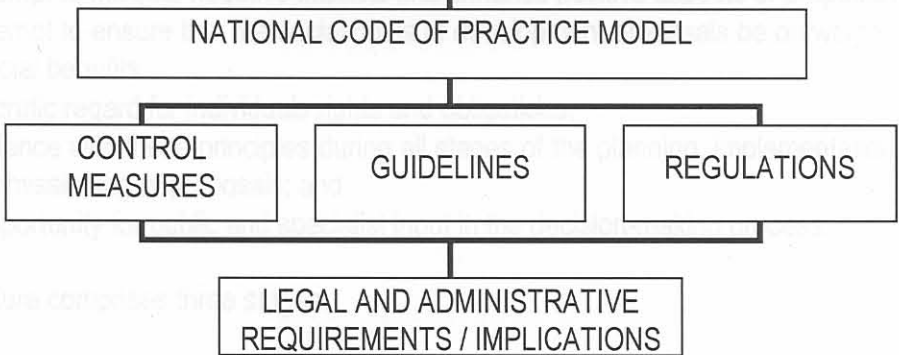 NATIONAL CODE OF PRACTICE MODEL
CONTROL
MEASURES
GUIDELINES
REGULATIONS
LEGAL AND ADMINISTRATIVE
REQUIREMENTS / IMPLICATIONS